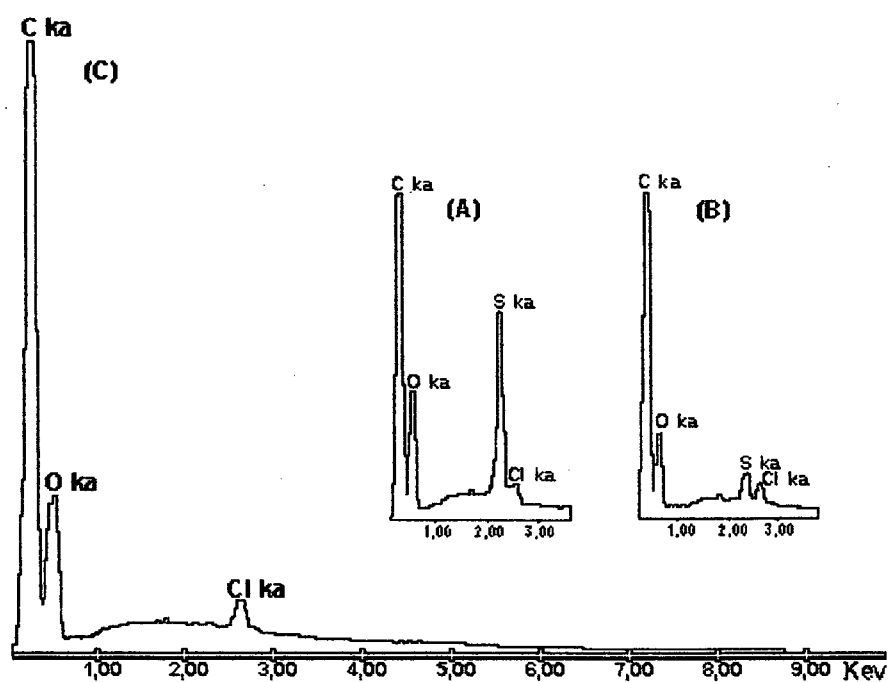 C ka
(C)
O ka
Cl ka
C ka
(A)
S ka
O ka
Cl ka
1,00 2,00 3,00
C ka
(B)
O ka
S ka
Cl ka
1,00 2,00 3,00
1,00 2,00 3,00 4,00 5,00 6,00 7,00 8,00 9,00 Kev